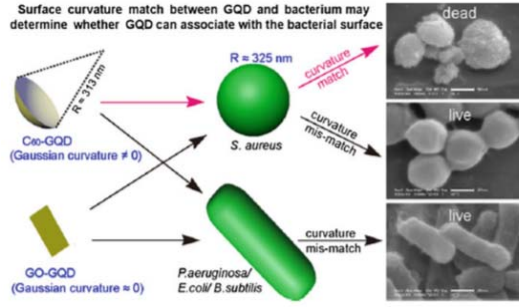 Surface curvature match between GQD and bacterium may
determine whether GQD can associate with the bacterial surface
dead
R ≈ 313 nm
R ≈ 325 nm
curvature
match
C60-GQD
(Gaussian curvature ≠ 0)
S. aureus
curvature
mis-match
live
GO-GQD
(Gaussian curvature ≈ 0)
P.aeruginosa/
E.coli/ B.subtilis
curvature
mis-match
live